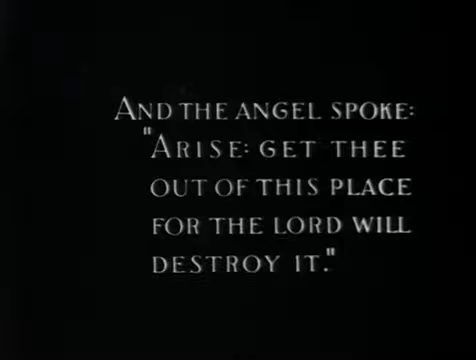 AND THE ANGEL SPOKE:
"ARISE: GET THEE
OUT OF THIS PLACE
FOR THE LORD WILL
DESTROY IT."